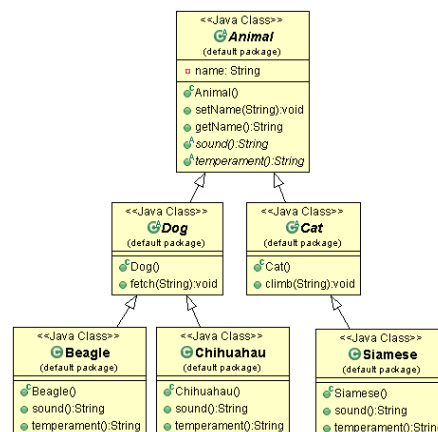 <<Java Class>>
Animal
(default package)
name: String
Animal()
setName(String):void
getName():String
sound():String
temperament():String
<<Java Class>>
Dog
(default package)
Dog()
fetch(String):void
<<Java Class>>
Cat
(default package)
Cat()
climb(String):void
<<Java Class>>
Beagle
(default package)
Beagle()
sound():String
temperament():String
<<Java Class>>
Chihuahau
(default package)
Chihuahau()
sound():String
temperament():String
<<Java Class>>
Siamese
(default package)
Siamese()
sound():String
temperament():String